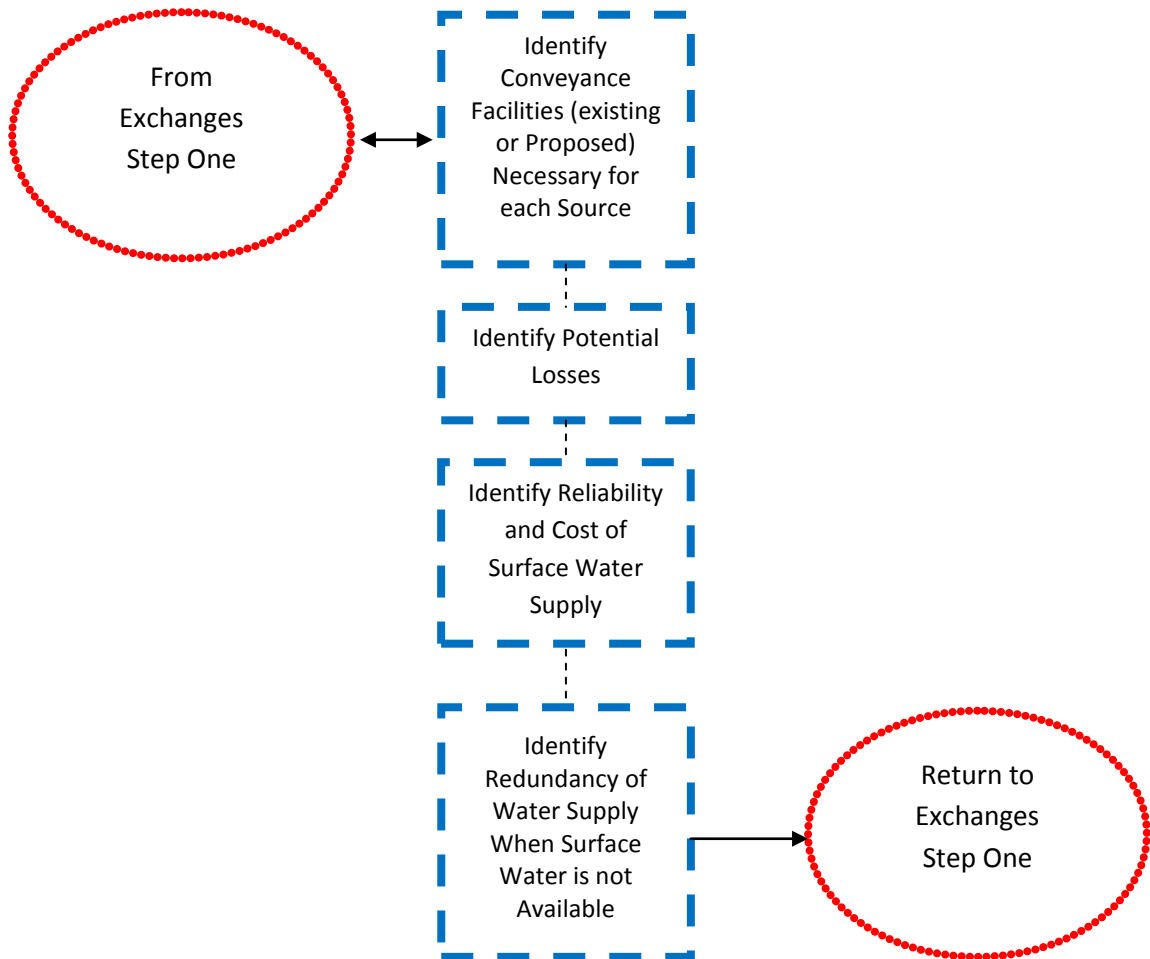 From
Exchanges
Step One
Identify
Conveyance
Facilities (existing
or Proposed)
Necessary for
each Source
Identify Potential
Losses
Identify Reliability
and Cost of
Surface Water
Supply
Identify
Redundancy of
Water Supply
When Surface
Water is not
Available
Return to
Exchanges
Step One